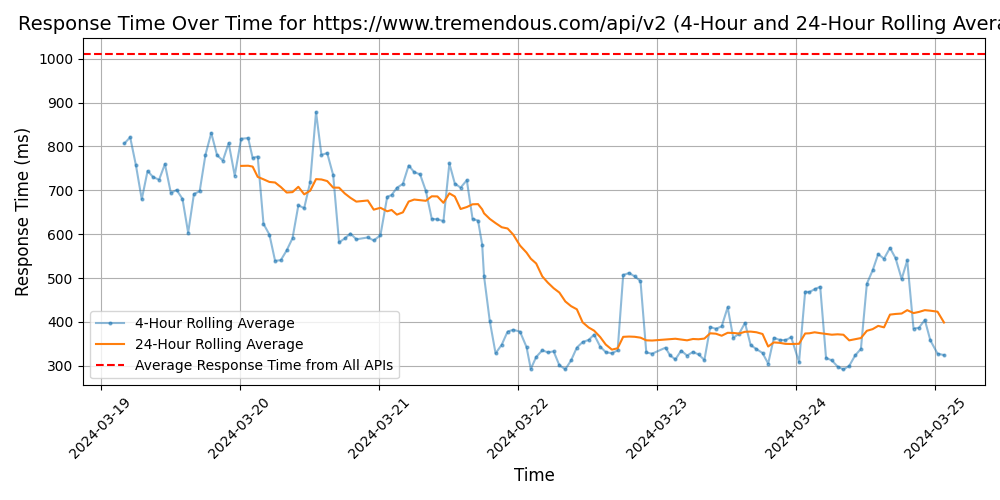 Response Time Over Time for https://www.tremendous.com/api/v2 (4-Hour and 24-Hour Rolling Avera
Response Time (ms)
1000
900
800
700
600
500
400
300
4-Hour Rolling Average
24-Hour Rolling Average
Average Response Time from All APIs
2024-03-19
2024-03-20
2024-03-21
2024-03-22
2024-03-23
2024-03-24
2024-03-25
Time